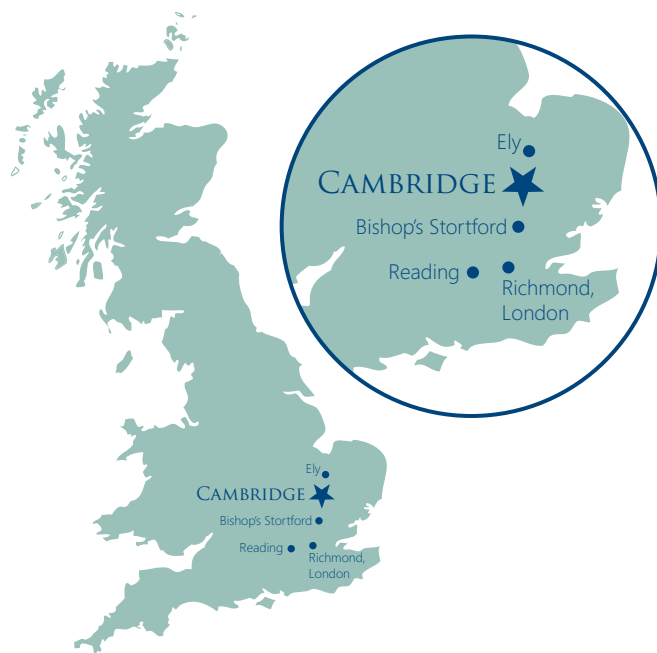 Ely
CAMBRIDGE
Bishop's Stortford
Reading
Richmond,
London
Ely
CAMBRIDGE
Bishop's Stortford
Reading
Richmond,
London